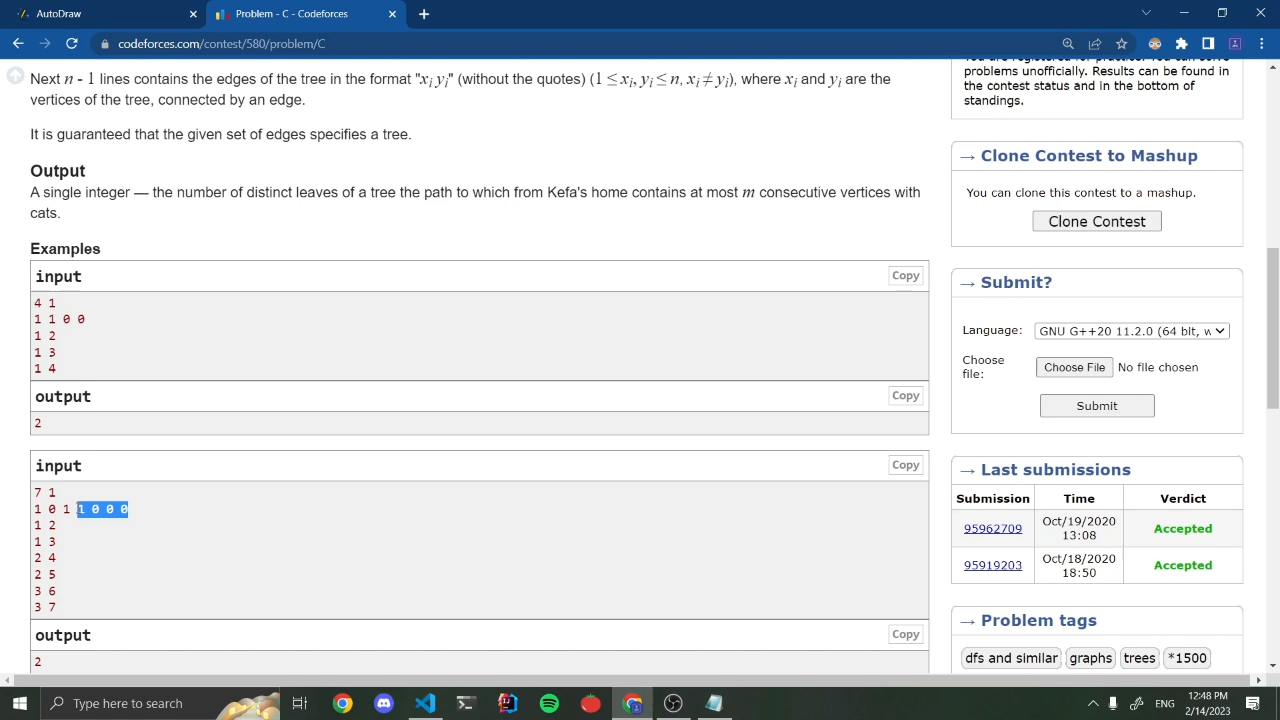 AutoDraw
Problem - C - Codeforces
codeforces.com/contest/580/problem/C
Next n - 1 lines contains the edges of the tree in the format "xi yi" (without the quotes) (1 ≤ xi, yi ≤ n, xi ≠ yi), where xi and yi are the
vertices of the tree, connected by an edge.
It is guaranteed that the given set of edges specifies a tree.
Output
A single integer — the number of distinct leaves of a tree the path to which from Kefa's home contains at most m consecutive vertices with
cats.
Examples
input
Copy
4 1
1 1 0 0
1 2
1 3
1 4
output
Copy
2
input
Copy
7 1
1 0 1 1 0 0 0
1 2
1 3
2 4
2 5
3 6
3 7
output
Copy
2
problems unofficially. Results can be found in
the contest status and in the bottom of
standings.
→ Clone Contest to Mashup
You can clone this contest to a mashup.
Clone Contest
→ Submit?
Language: GNU G++20 11.2.0 (64 bit, w
Choose
file:
Choose File No file chosen
Submit
→ Last submissions
Submission Time Verdict
95962709 Oct/19/2020
13:08 Accepted
95919203 Oct/18/2020
18:50 Accepted
→ Problem tags
dfs and similar graphs trees *1500
Type here to search
ENG
12:48 PM
2/14/2023